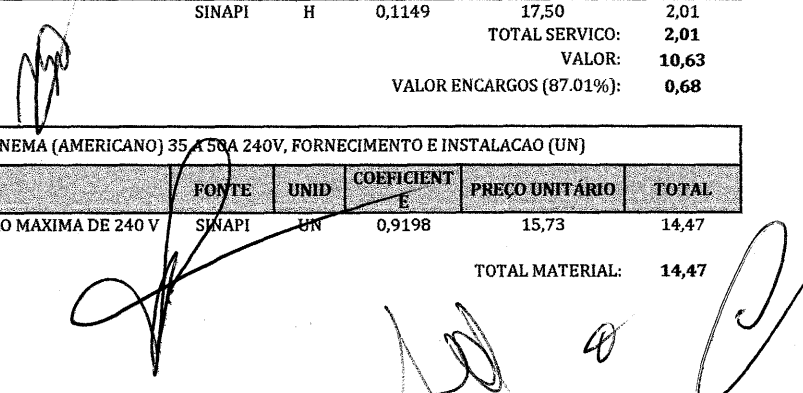 SINAPI H 0,1149 17,50 2,01
TOTAL SERVICO: 2,01
VALOR: 10,63
VALOR ENCARGOS (87.01%): 0,68
NEMA (AMERICANO) 35 A 50A 240V, FORNECIMENTO E INSTALACAO (UN)
FONTE UNID COEFICIENT
E PREÇO UNITÁRIO TOTAL
O MAXIMA DE 240 V SINAPI UN 0,9198 15,73 14,47
TOTAL MATERIAL: 14,47